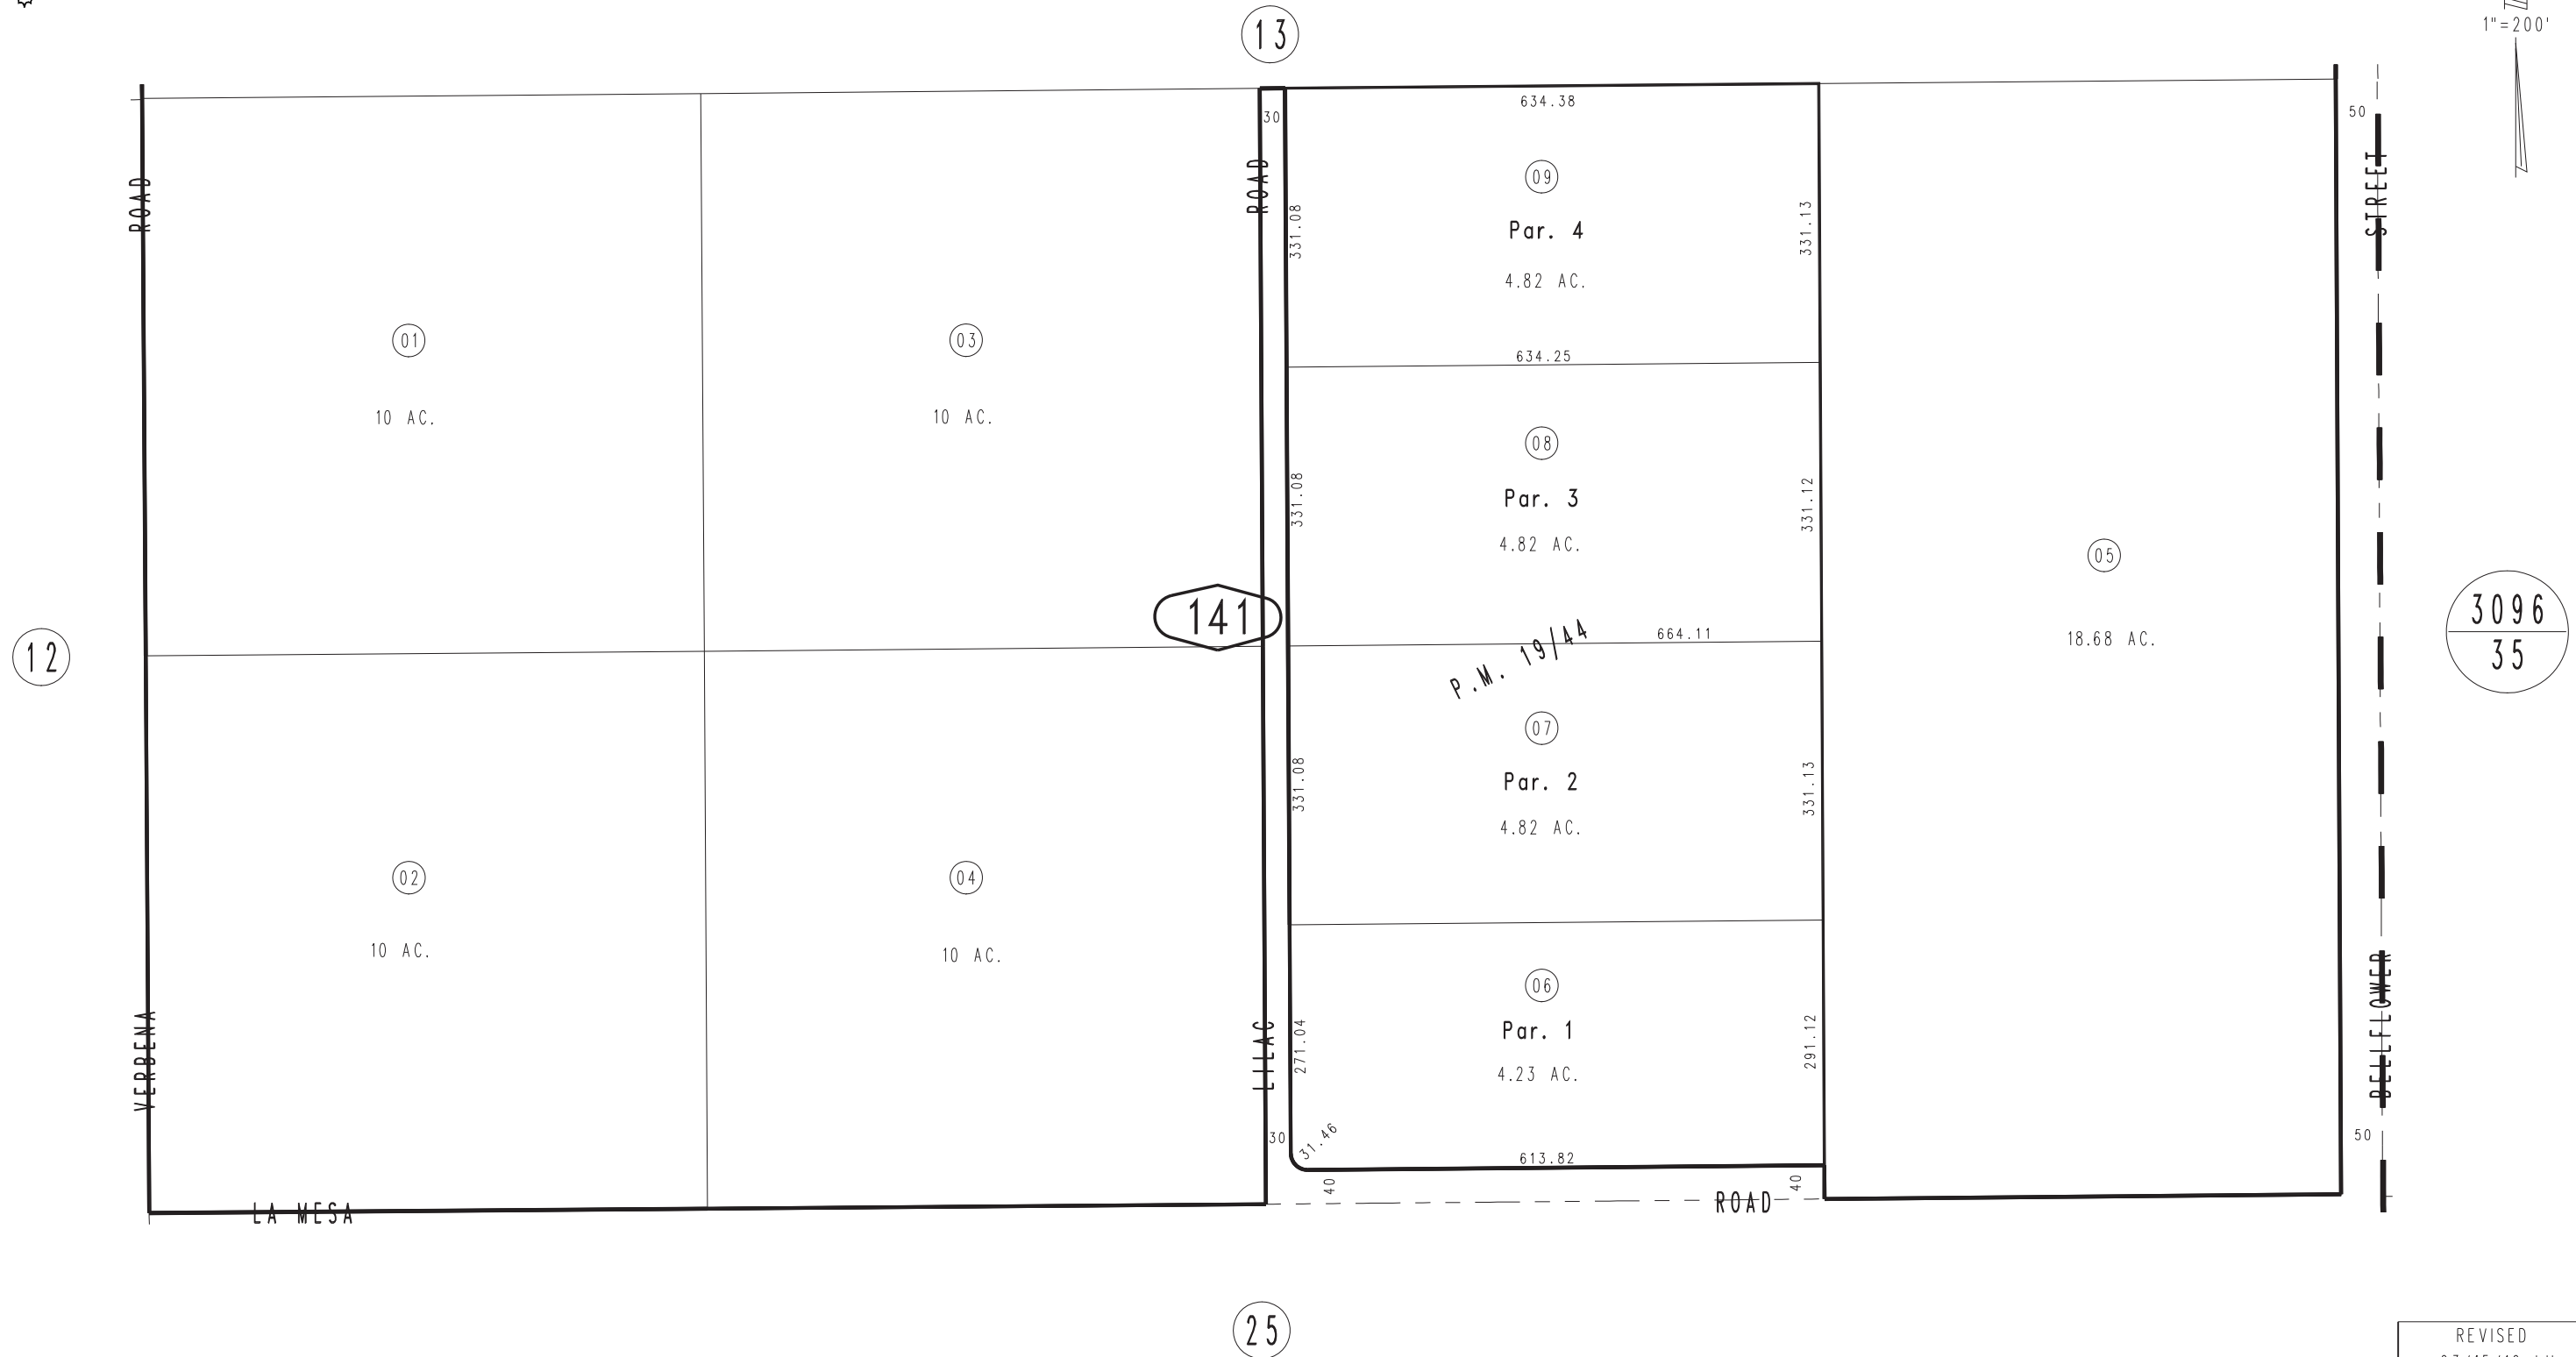 13
1"=200'
634.38
30
50
ROAD
ROAD
STREET
09
331.08
331.13
Par. 4
4.82 AC.
01
03
634.25
10 AC.
10 AC.
08
331.08
331.12
Par. 3
4.82 AC.
05
141
3096
35
664.11
18.68 AC.
P.M. 19/44
12
07
331.08
331.13
Par. 2
4.82 AC.
02
04
10 AC.
10 AC.
06
VERBENA
LILAC
BELLFLOWER
271.04
291.12
Par. 1
4.23 AC.
30
31.46
50
613.82
40
40
LA MESA
ROAD
25
REVISED